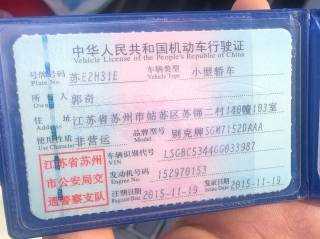 中华人民共和国机动车行驶证
Vehicle License of the People's Republic of China
号牌号码 苏E2H31E 车辆类型 小型轿车
Plate No. Vehicle Type
所有人 郭奇
Owner
住址 江苏省苏州市姑苏区苏锦二村140幢103室
Address
使用性质 非营运 品牌型号 别克牌SGM7152DAAA
Use Character Model
江苏省苏州
市公安局交
通警察支队
车辆识别代号 LSGBC5344GG033987
VIN
发动机号码 152970153
Engine No.
注册日期 2015-11-19 发证日期 2015-11-19
Register Date Issue Date